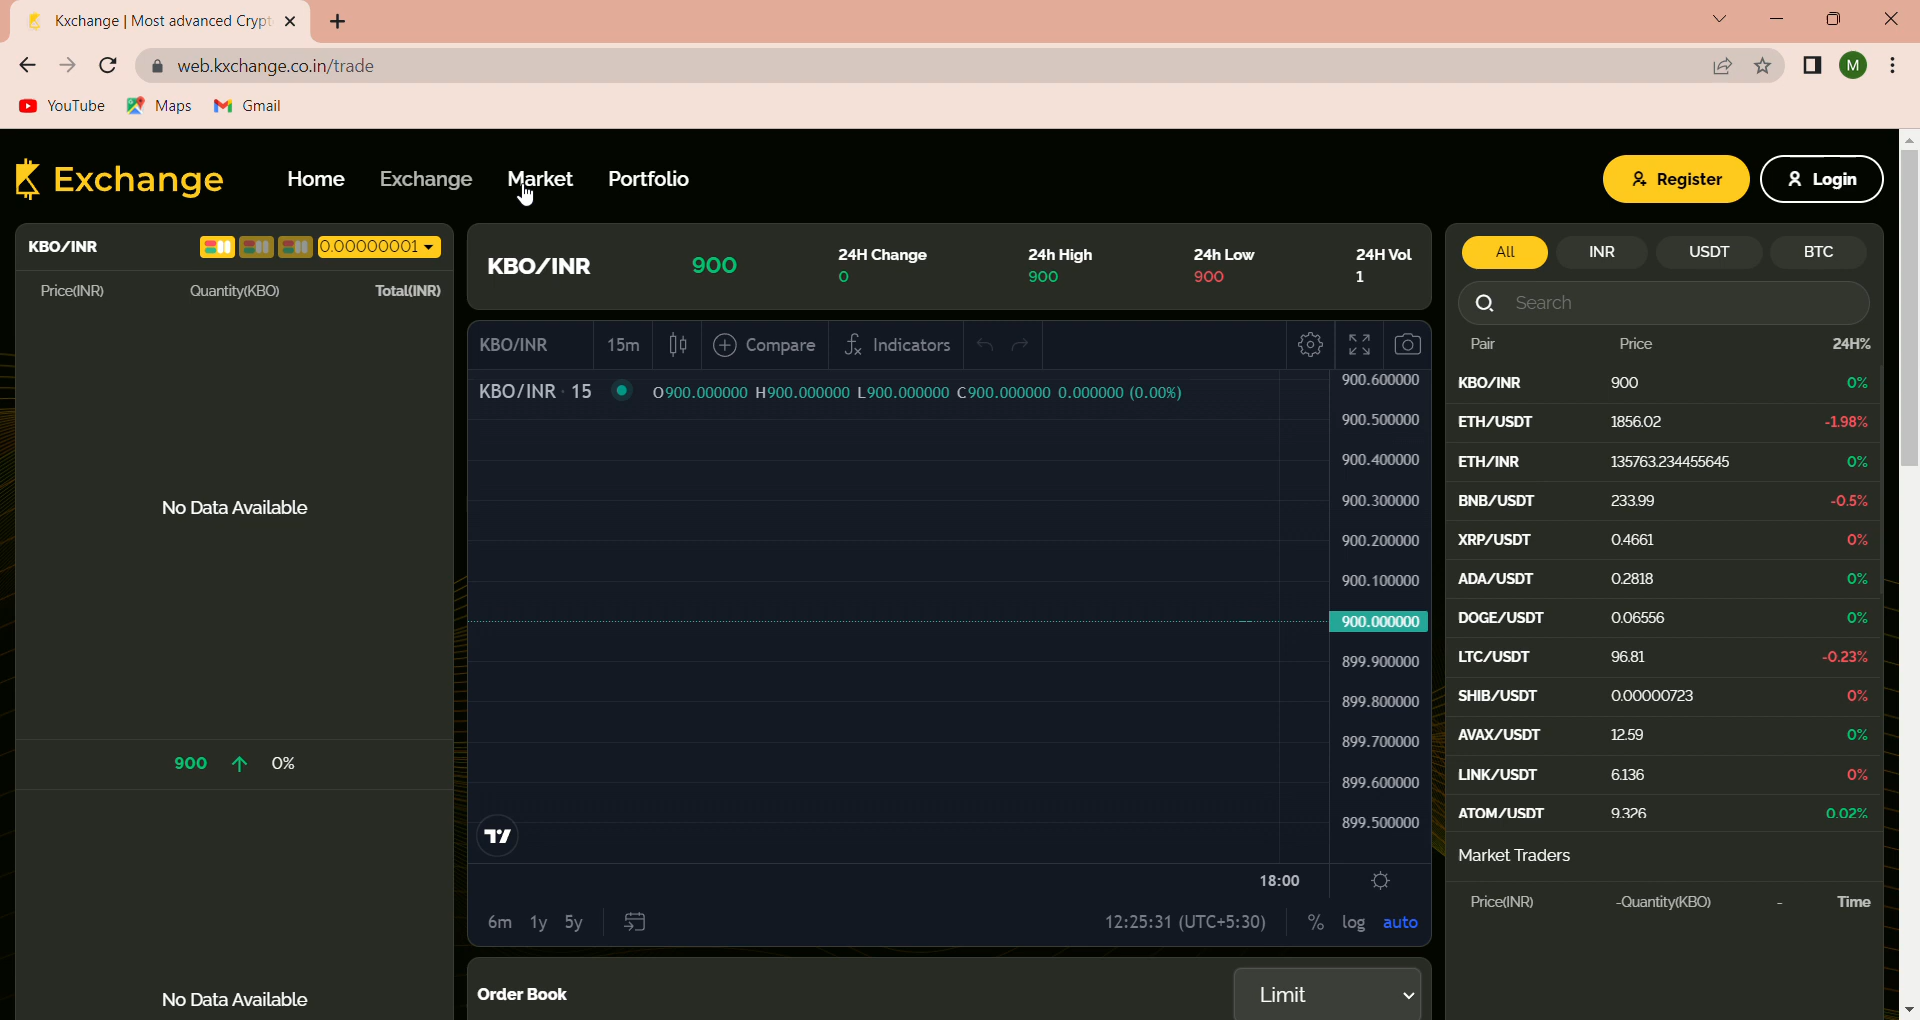 Kxchange | Most advanced Crypt
web.kxchange.co.in/trade
M
YouTube Maps Gmail
Exchange Home Exchange Market Portfolio Register Login
KBO/INR 0.00000001
Price(INR) Quantity(KBO) Total(INR)
No Data Available
900 0%
No Data Available
KBO/INR 900
24H Change 24h High 24h Low 24H Vol
0 900 900 1
KBO/INR 15m Compare Indicators
KBO/INR · 15 O900.000000 H900.000000 L900.000000 C900.000000 0.000000 (0.00%)
900.600000
900.500000
900.400000
900.300000
900.200000
900.100000
900.000000
899.900000
899.800000
899.700000
899.600000
899.500000
18:00
6m 1y 5y 12:25:31 (UTC+5:30) % log auto
Order Book Limit
All INR USDT BTC
Search
Pair Price 24H%
KBO/INR 900 0%
ETH/USDT 1856.02 -1.98%
ETH/INR 135763.234455645 0%
BNB/USDT 233.99 -0.5%
XRP/USDT 0.4661 0%
ADA/USDT 0.2818 0%
DOGE/USDT 0.06556 0%
LTC/USDT 96.81 -0.23%
SHIB/USDT 0.00000723 0%
AVAX/USDT 12.59 0%
LINK/USDT 6.136 0%
ATOM/USDT 9.326 0.02%
Market Traders
Price(INR) -Quantity(KBO) - Time